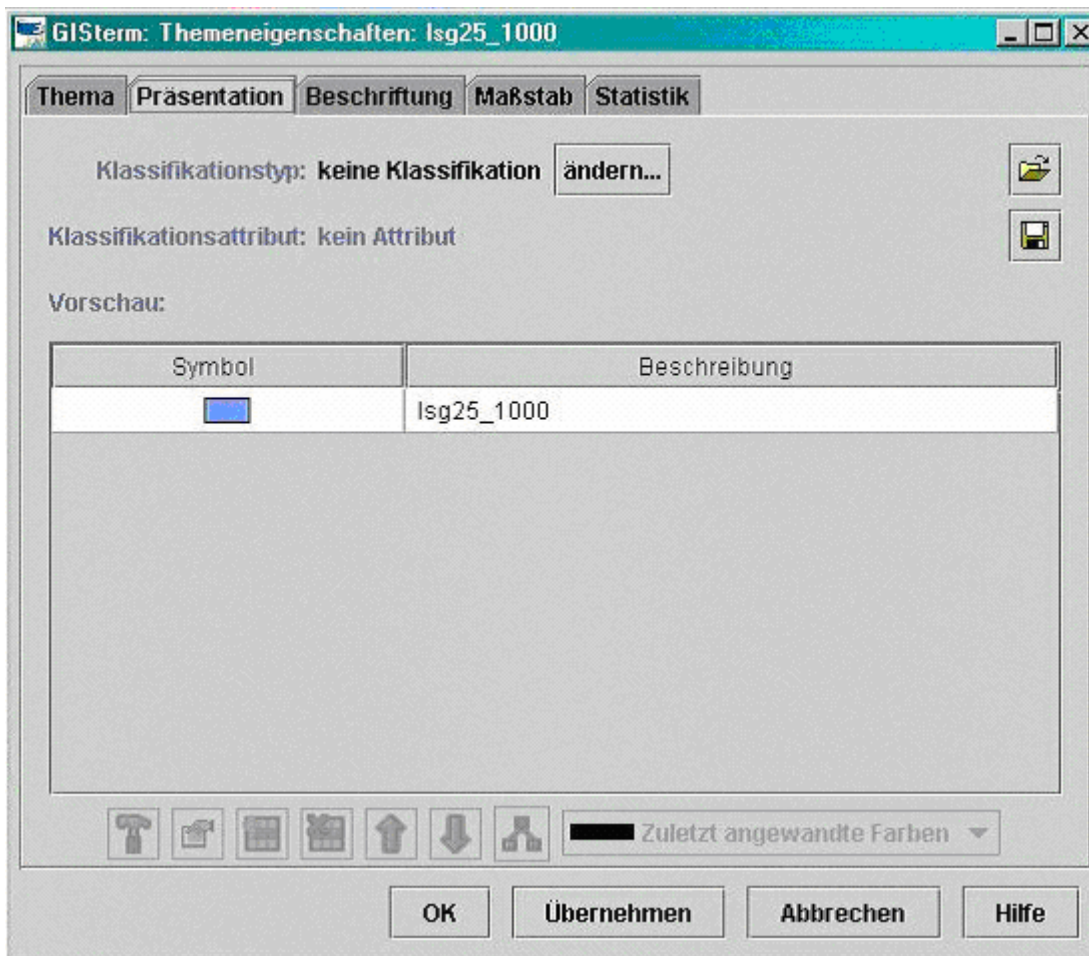 GISterm: Themeneigenschaften: lsg25_1000
Thema Präsentation Beschriftung Maßstab Statistik
Klassifikationstyp: keine Klassifikation ändern...
Klassifikationsattribut: kein Attribut
Vorschau:
Symbol Beschreibung
lsg25_1000
Zuletzt angewandte Farben
OK Übernehmen Abbrechen Hilfe